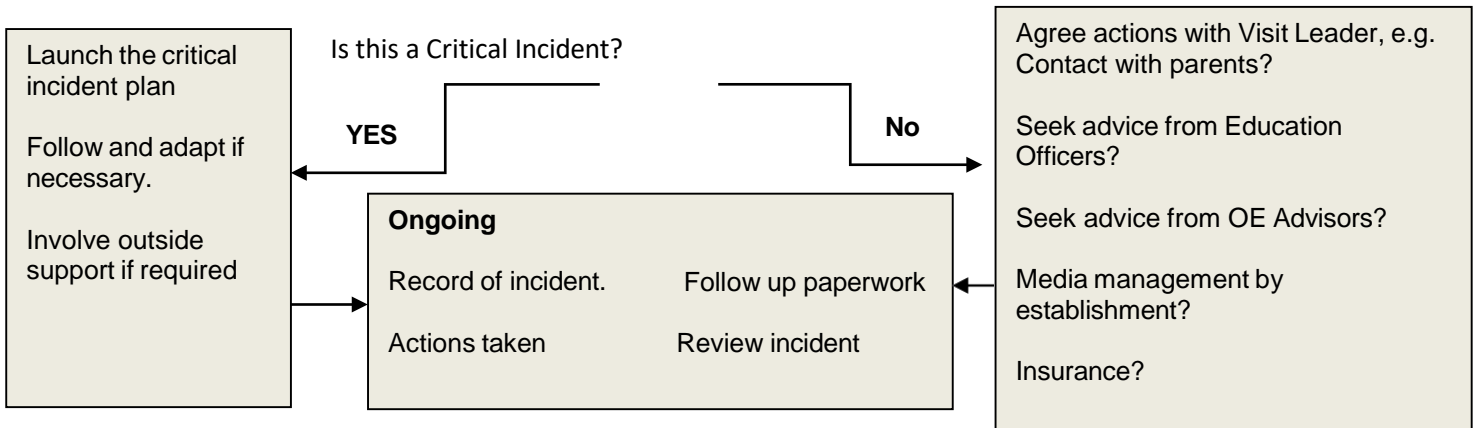 Is this a Critical Incident?
YES
No
Launch the critical
incident plan
Follow and adapt if
necessary.
Involve outside
support if required
Agree actions with Visit Leader, e.g.
Contact with parents?
Seek advice from Education
Officers?
Seek advice from OE Advisors?
Media management by
establishment?
Insurance?
Ongoing
Record of incident. Follow up paperwork
Actions taken Review incident